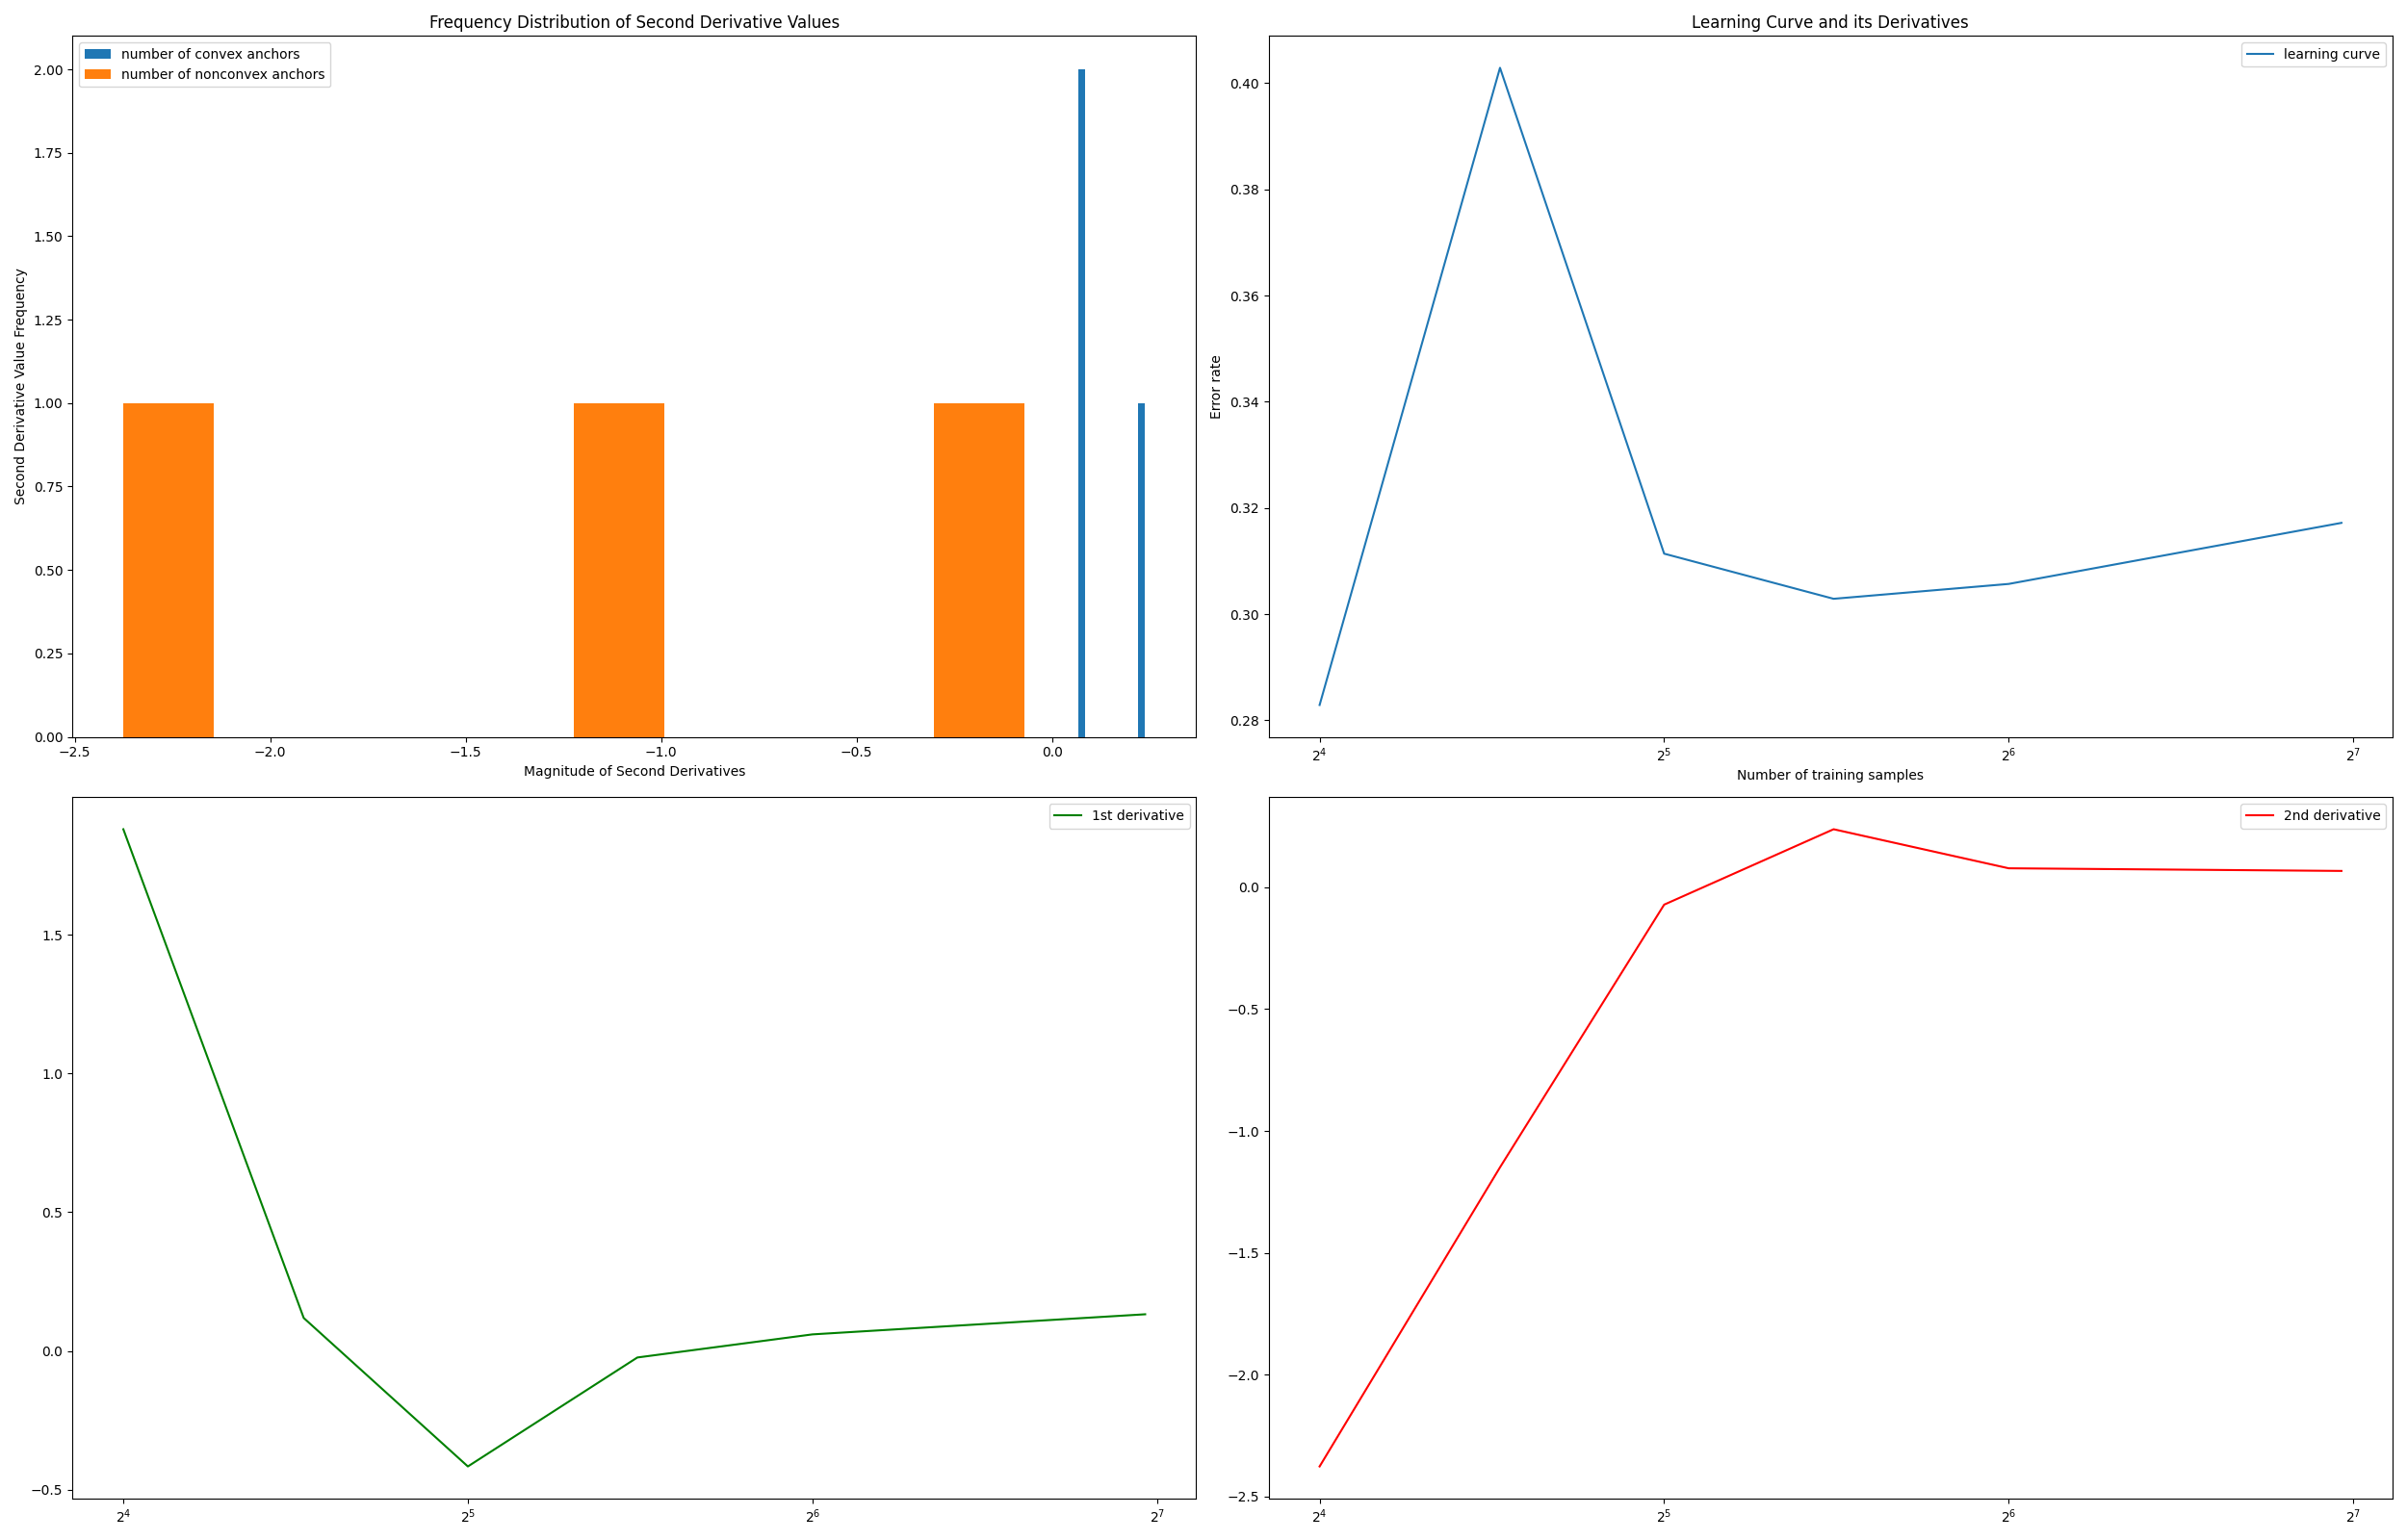 Frequency Distribution of Second Derivative Values
number of convex anchors
number of nonconvex anchors
2.00
1.75
1.50
1.25
1.00
0.75
0.50
0.25
0.00
Second Derivative Value Frequency
−2.5 −2.0 −1.5 −1.0 −0.5 0.0
Magnitude of Second Derivatives
Learning Curve and its Derivatives
learning curve
0.40
0.38
0.36
0.34
0.32
0.30
0.28
Error rate
2⁴ 2⁵ 2⁶ 2⁷
Number of training samples
1st derivative
1.5
1.0
0.5
0.0
−0.5
2⁴ 2⁵ 2⁶ 2⁷
2nd derivative
0.0
−0.5
−1.0
−1.5
−2.0
−2.5
2⁴ 2⁵ 2⁶ 2⁷